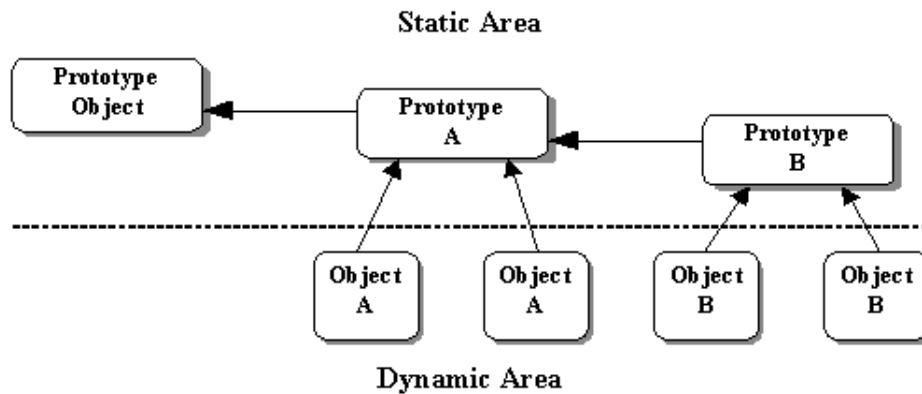 Static Area
Prototype
Object
Prototype
A
Prototype
B
Object
A
Object
A
Object
B
Object
B
Dynamic Area